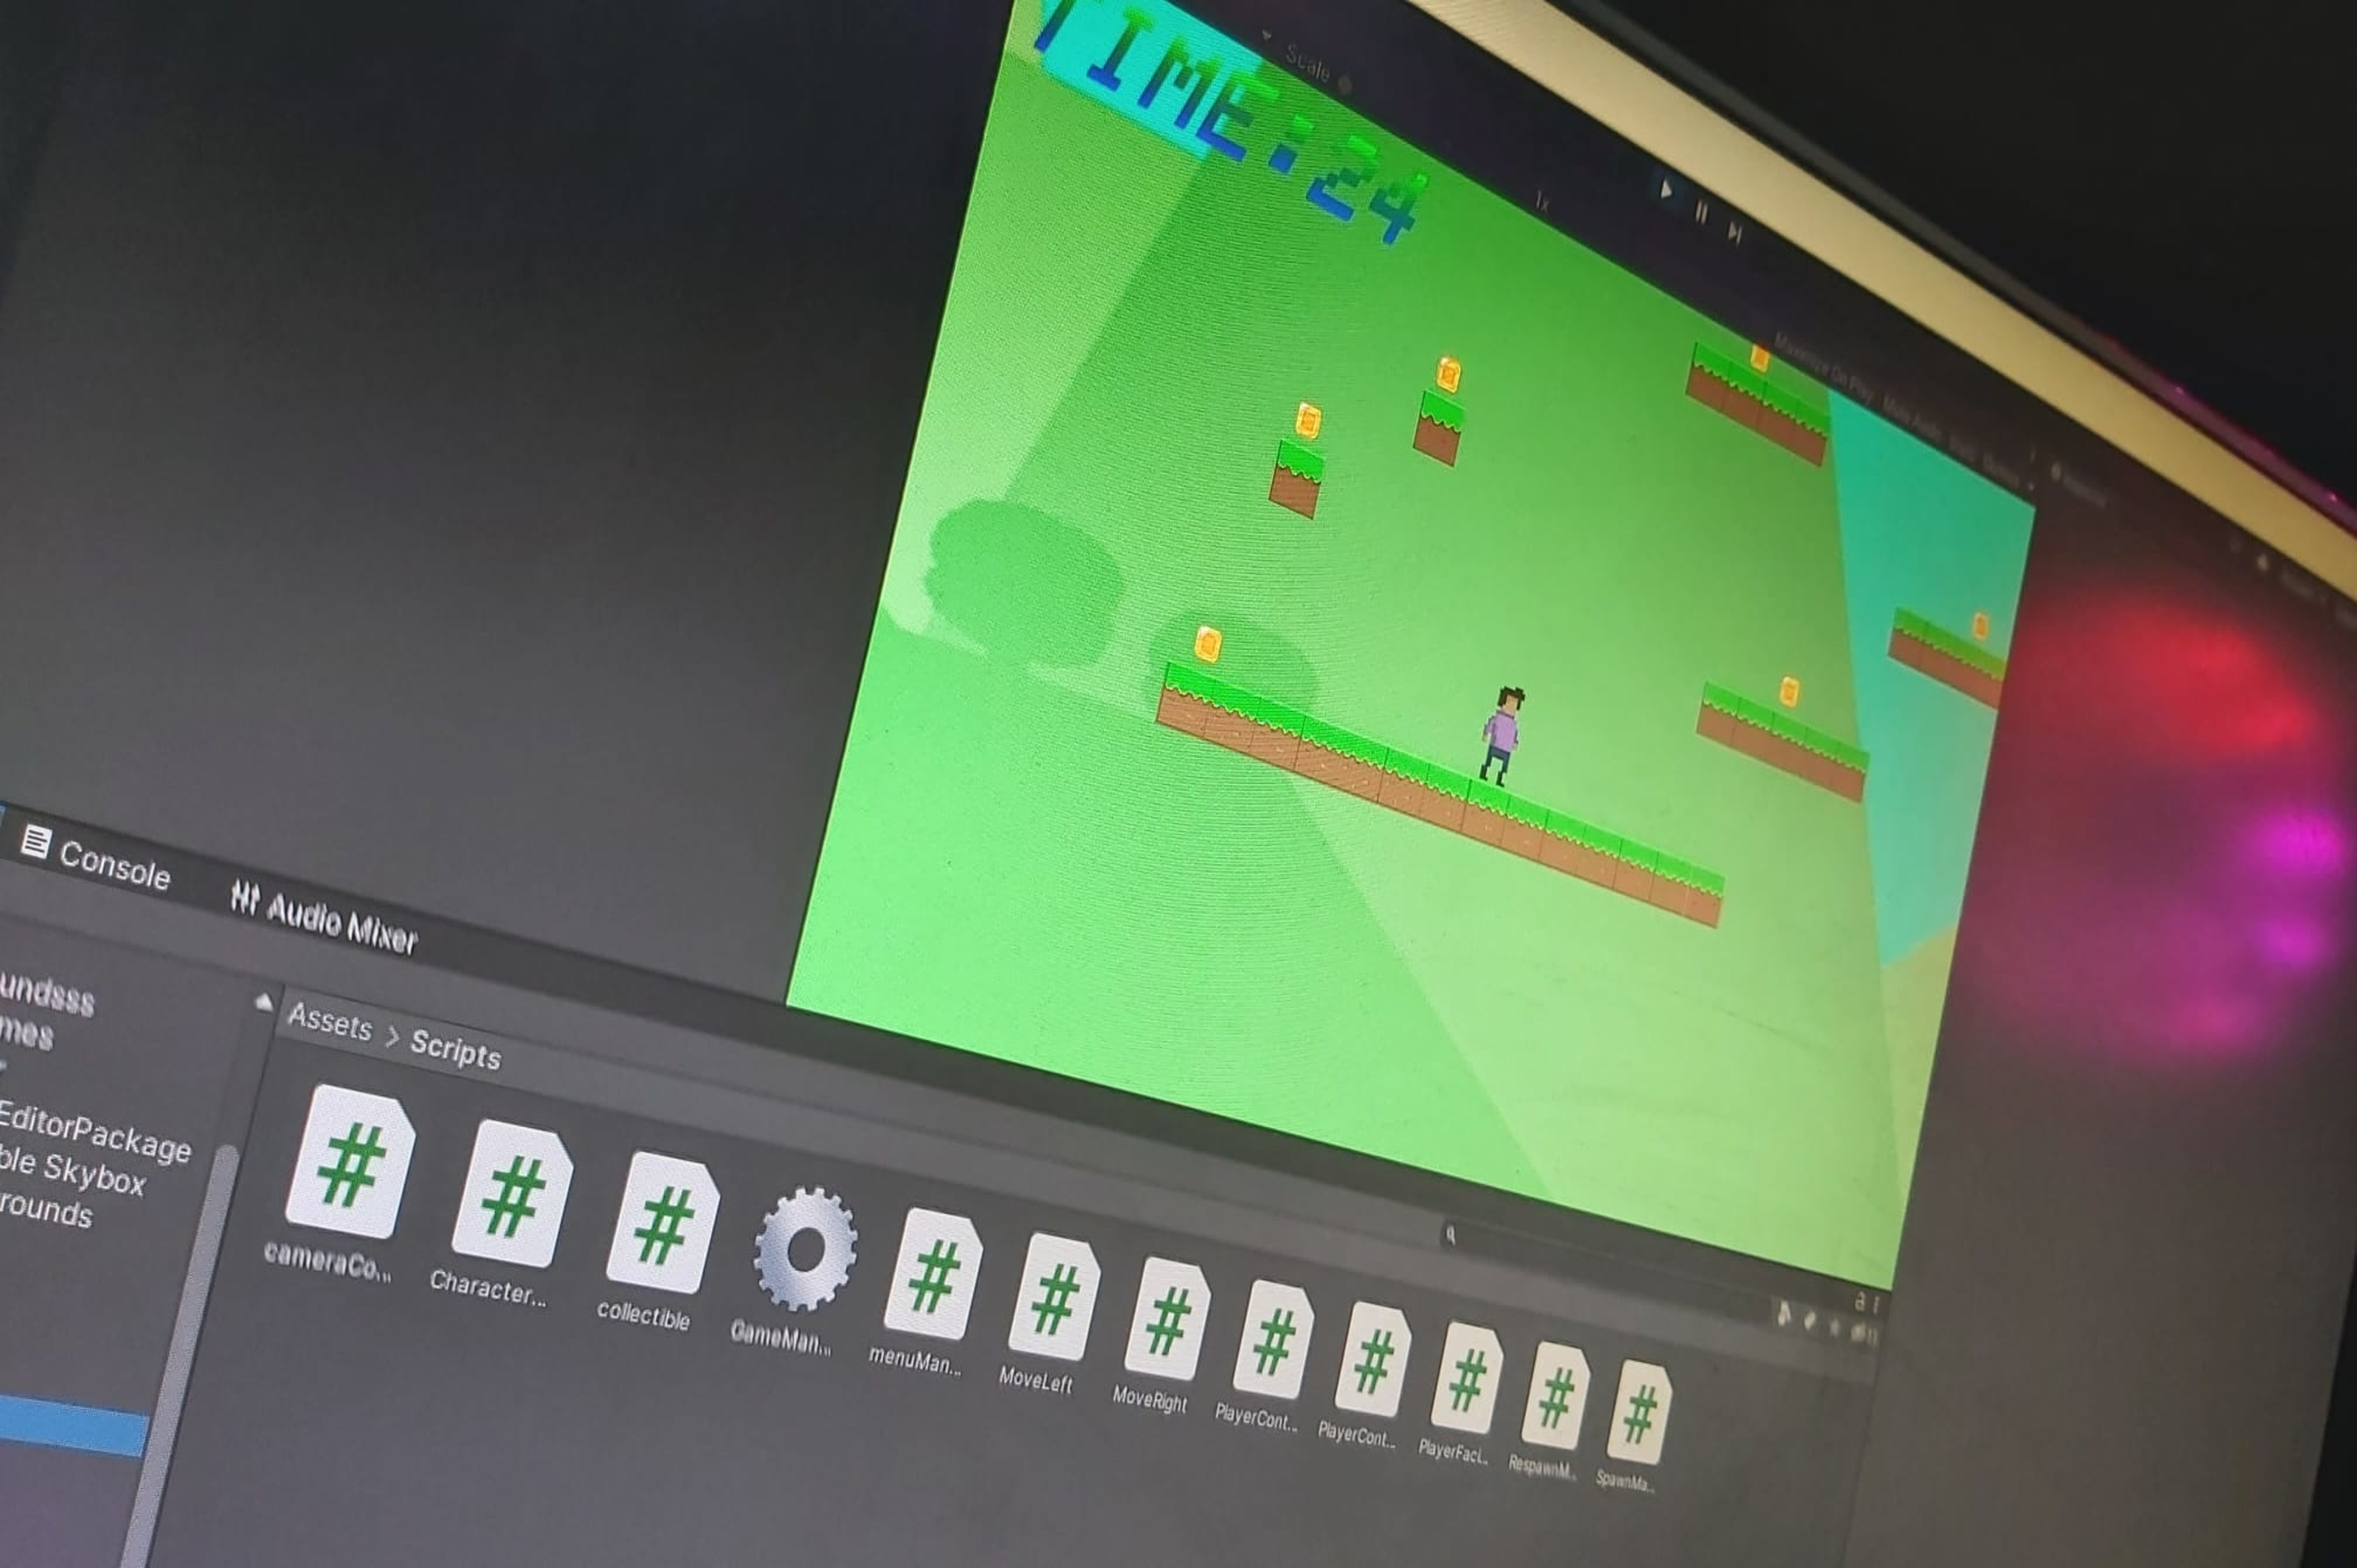 TIME:24
Scale
1x
Maximize On Play
Console
Audio Mixer
undsss
mes
EditorPackage
ble Skybox
rounds
Assets > Scripts
cameraCo...
Character...
collectible
GameMan...
menuMan...
MoveLeft
MoveRight
PlayerCont...
PlayerCont...
PlayerFaci...
RespawnM...
SpawnMa...